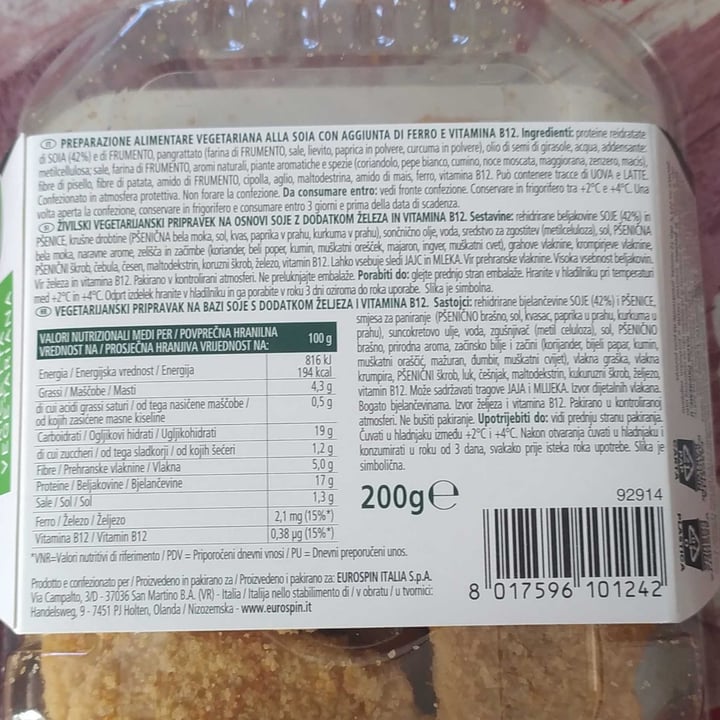 IT PREPARAZIONE ALIMENTARE VEGETARIANA ALLA SOIA CON AGGIUNTA DI FERRO E VITAMINA B12. Ingredienti: proteine reidratate
di SOIA (42%) e di FRUMENTO, pangrattato (farina di FRUMENTO, sale, lievito, paprica in polvere, curcuma in polvere), olio di semi di girasole, acqua, addensante:
metilcellulosa; sale, farina di FRUMENTO, aromi naturali, piante aromatiche e spezie (coriandolo, pepe bianco, cumino, noce moscata, maggiorana, zenzero, macis),
fibre di pisello, fibre di patata, amido di FRUMENTO, cipolla, aglio, maltodestrina, amido di mais, ferro, vitamina B12. Può contenere tracce di UOVA e LATTE.
Confezionato in atmosfera protettiva. Non forare la confezione. Da consumare entro: vedi fronte confezione. Conservare in frigorifero tra +2°C e +4°C. Una
volta aperta la confezione, conservare in frigorifero e consumare entro 3 giorni e prima della data di scadenza.
SI ŽIVILSKI VEGETARIJANSKI PRIPRAVEK NA OSNOVI SOJE Z DODATKOM ŽELEZA IN VITAMINA B12. Sestavine: rehidrirane beljakovine SOJE (42%) in
PŠENICE, krušne drobtine (PŠENIČNA bela moka, sol, kvas, paprika v prahu, kurkuma v prahu), sončnično olje, voda, sredstvo za zgostitev (metilceluloza), sol, PŠENIČNA
bela moka, naravne arome, zelišča in začimbe (koriander, beli poper, kumin, muškatni orešček, majaron, ingver, muškatni cvet), grahove vlaknine, krompirjeve vlaknine,
PŠENIČNI škrob, čebula, česen, maltodekstrin, koruzni škrob, železo, vitamin B12. Lahko vsebuje sledi JAJC in MLEKA. Vir prehranske vlaknine. Visoka vsebnost beljakovin.
Vir železa in vitamina B12. Pakirano v kontrolirani atmosferi. Ne preluknjajte embalaže. Porabiti do: glejte prednjo stran embalaže. Hranite v hladilniku pri temperaturi
med +2°C in +4°C. Odprt izdelek hranite v hladilniku in ga porabite v roku 3 dni oziroma do roka uporabe. Slika je simbolna.
HR VEGETARIJANSKI PRIPRAVAK NA BAZI SOJE S DODATKOM ŽELJEZA I VITAMINA B12. Sastojci: rehidrirane bjelančevine SOJE (42%) i PŠENICE,
smjesa za paniranje (PŠENIČNO brašno, sol, kvasac, paprika u prahu, kurkuma u
prahu), suncokretovo ulje, voda, zgušnjivač (metil celuloza), sol, PŠENIČNO
brašno, prirodna aroma, začinsko bilje i začini (korijander, bijeli papar, kumin,
muškatni oraščić, mažuran, đumbir, muškatni cvijet), vlakna graška, vlakna
krumpira, PŠENIČNI škrob, luk, češnjak, maltodekstrin, kukuruzni škrob, željezo,
vitamin B12. Može sadržavati tragove JAJA i MLIJEKA. Izvor dijetalnih vlakana.
Bogato bjelančevinama. Izvor željeza i vitamina B12. Pakirano u kontroliranoj
atmosferi. Ne bušiti pakiranje. Upotrijebiti do: vidi prednju stranu pakiranja.
Čuvati u hladnjaku između +2°C i +4°C. Nakon otvaranja čuvati u hladnjaku i
konzumirati u roku od 3 dana, svakako prije isteka roka upotrebe. Slika je
simbolična.
VALORI NUTRIZIONALI MEDI PER / POVPREČNA HRANILNA
VREDNOST NA / PROSJEČNA HRANJIVA VRIJEDNOST NA: 100 g
Energia / Energijska vrednost / Energija 816 kJ
194 kcal
Grassi / Maščobe / Masti 4,3 g
di cui acidi grassi saturi / od tega nasičene maščobe / 0,5 g
od kojih zasićene masne kiseline
Carboidrati / Ogljikovi hidrati / Ugljikohidrati 19 g
di cui zuccheri / od tega sladkorji / od kojih šećeri 1,2 g
Fibre / Prehranske vlaknine / Vlakna 5,0 g
Proteine / Beljakovine / Bjelančevine 17 g
Sale / Sol / Sol 1,3 g
Ferro / Železo / Željezo 2,1 mg (15%*)
Vitamina B12 / Vitamin B12 0,38 µg (15%*)
*VNR=Valori nutritivi di riferimento / PDV = Priporočeni dnevni vnosi / PU = Dnevni preporučeni unos.
200g e
92914
8 017596 101242
Prodotto e confezionato per / Proizvedeno in pakirano za / Proizvedeno i pakirano za: EUROSPIN ITALIA S.p.A.
Via Campalto, 3/D - 37036 San Martino B.A. (VR) - Italia / Italija nello stabilimento di / v obratu / u tvornici:
Handelsweg, 9 - 7451 PJ Holten, Olanda / Nizozemska - www.eurospin.it
VEGETARIANA
PLASTICA